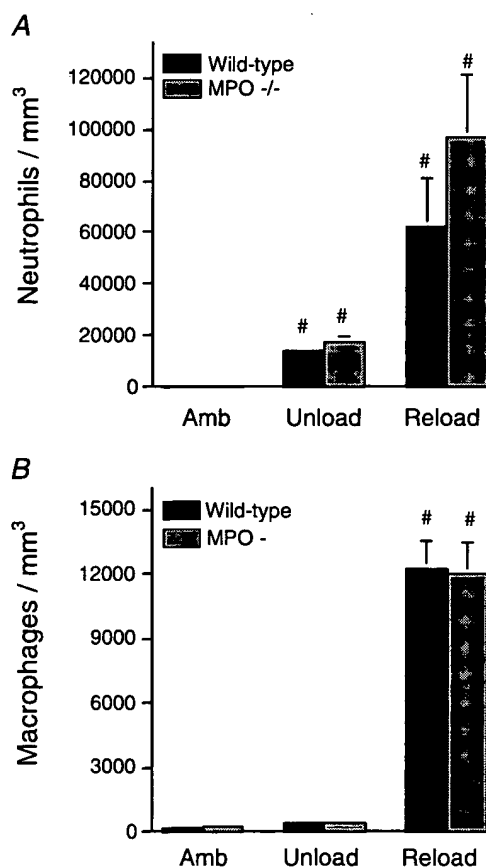 A
Neutrophils / mm³
120000
100000
80000
60000
40000
20000
0
Wild-type
MPO -/-
#
#
#
#
Amb Unload Reload
B
Macrophages / mm³
15000
12000
9000
6000
3000
0
Wild-type
MPO -
# #
Amb Unload Reload